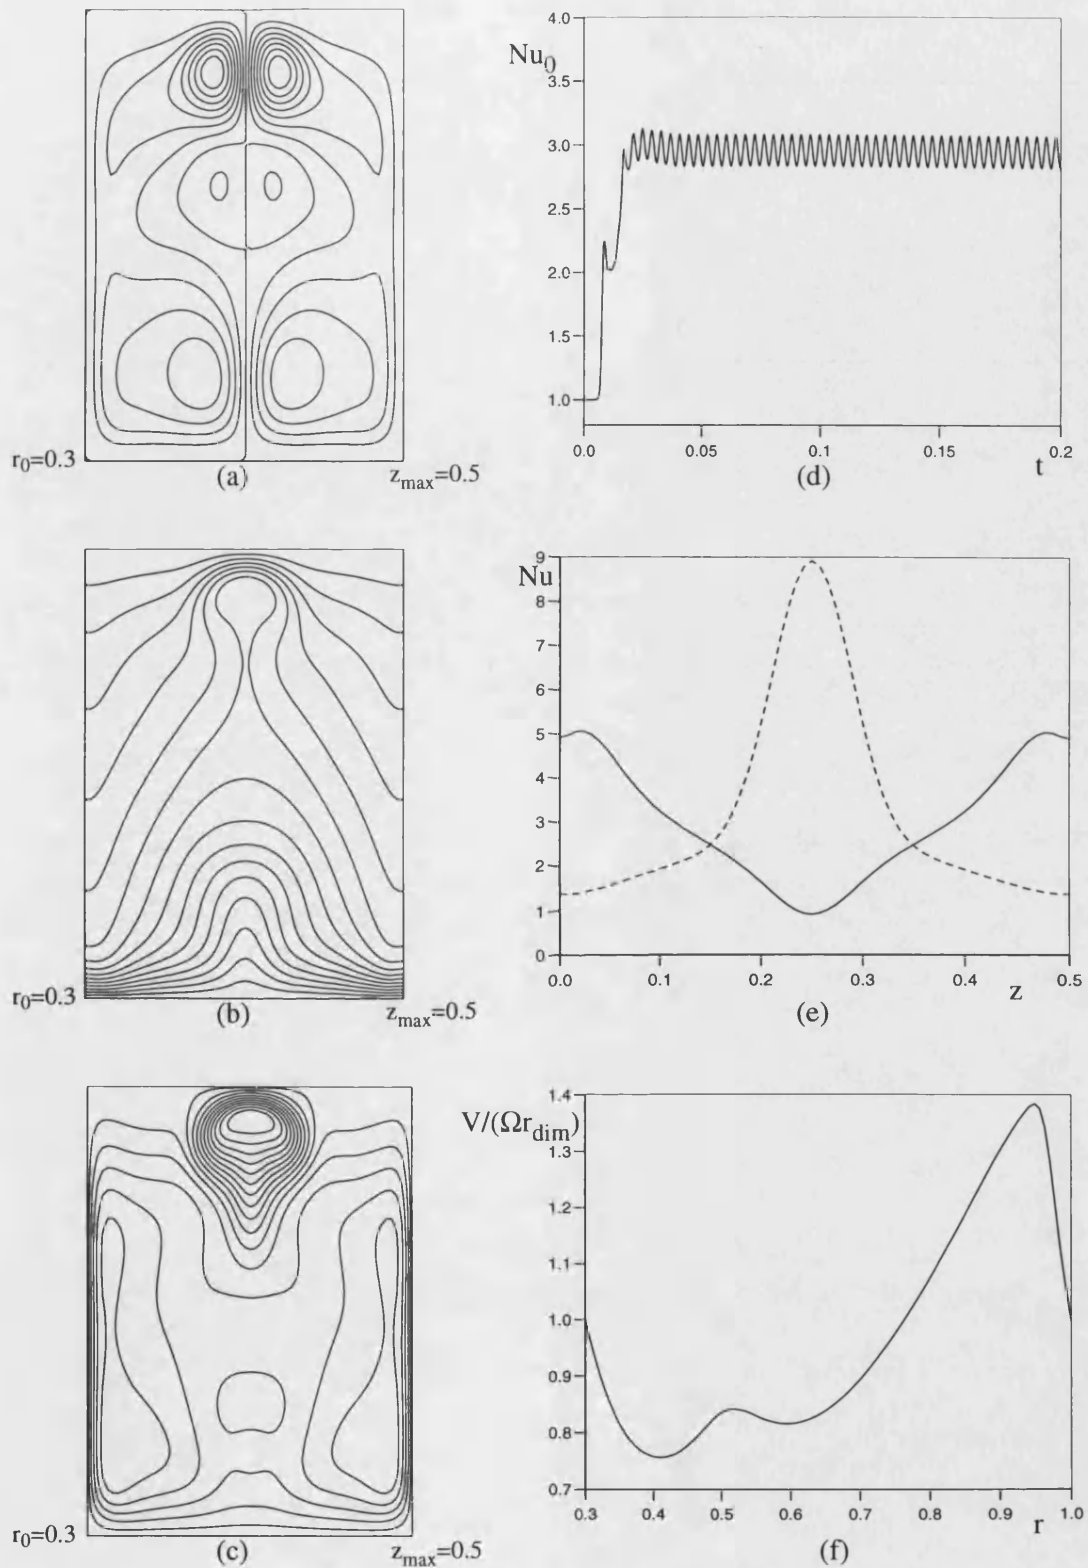 r₀=0.3
(a)
z_max=0.5
Nu₀
4.0
3.5
3.0
2.5
2.0
1.5
1.0
0.0
0.05
0.10
0.15
0.2
(d)
t
r₀=0.3
(b)
z_max=0.5
Nu
9
8
7
6
5
4
3
2
1
0
0.0
0.1
0.2
0.3
0.4
0.5
z
(e)
r₀=0.3
(c)
z_max=0.5
V/(Ωr_dim)
1.4
1.3
1.2
1.1
1.0
0.9
0.8
0.7
0.3
0.4
0.5
0.6
0.7
0.8
0.9
1.0
r
(f)